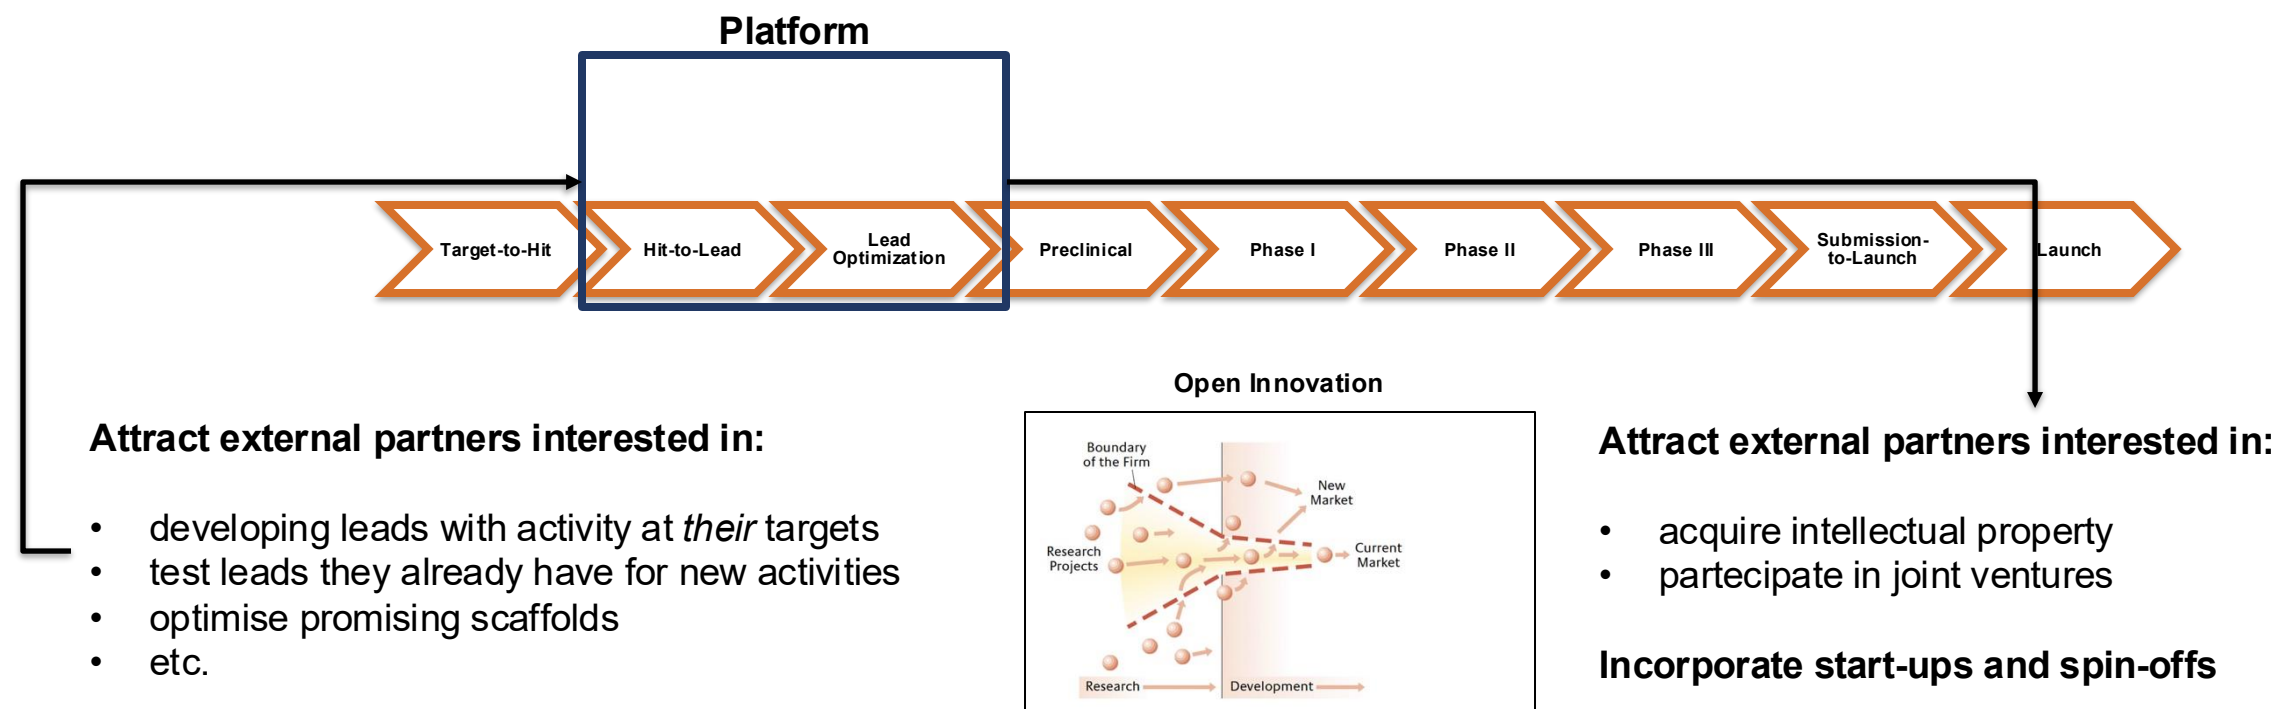 Platform
Target-to-Hit
Hit-to-Lead
Lead
Optimization
Preclinical
Phase I
Phase II
Phase III
Submission-
to-Launch
Launch
Attract external partners interested in:
• developing leads with activity at their targets
• test leads they already have for new activities
• optimise promising scaffolds
• etc.
Open Innovation
Boundary
of the Firm
New
Market
Research
Projects
Current
Market
Research
Development
Attract external partners interested in:
• acquire intellectual property
• partecipate in joint ventures
Incorporate start-ups and spin-offs